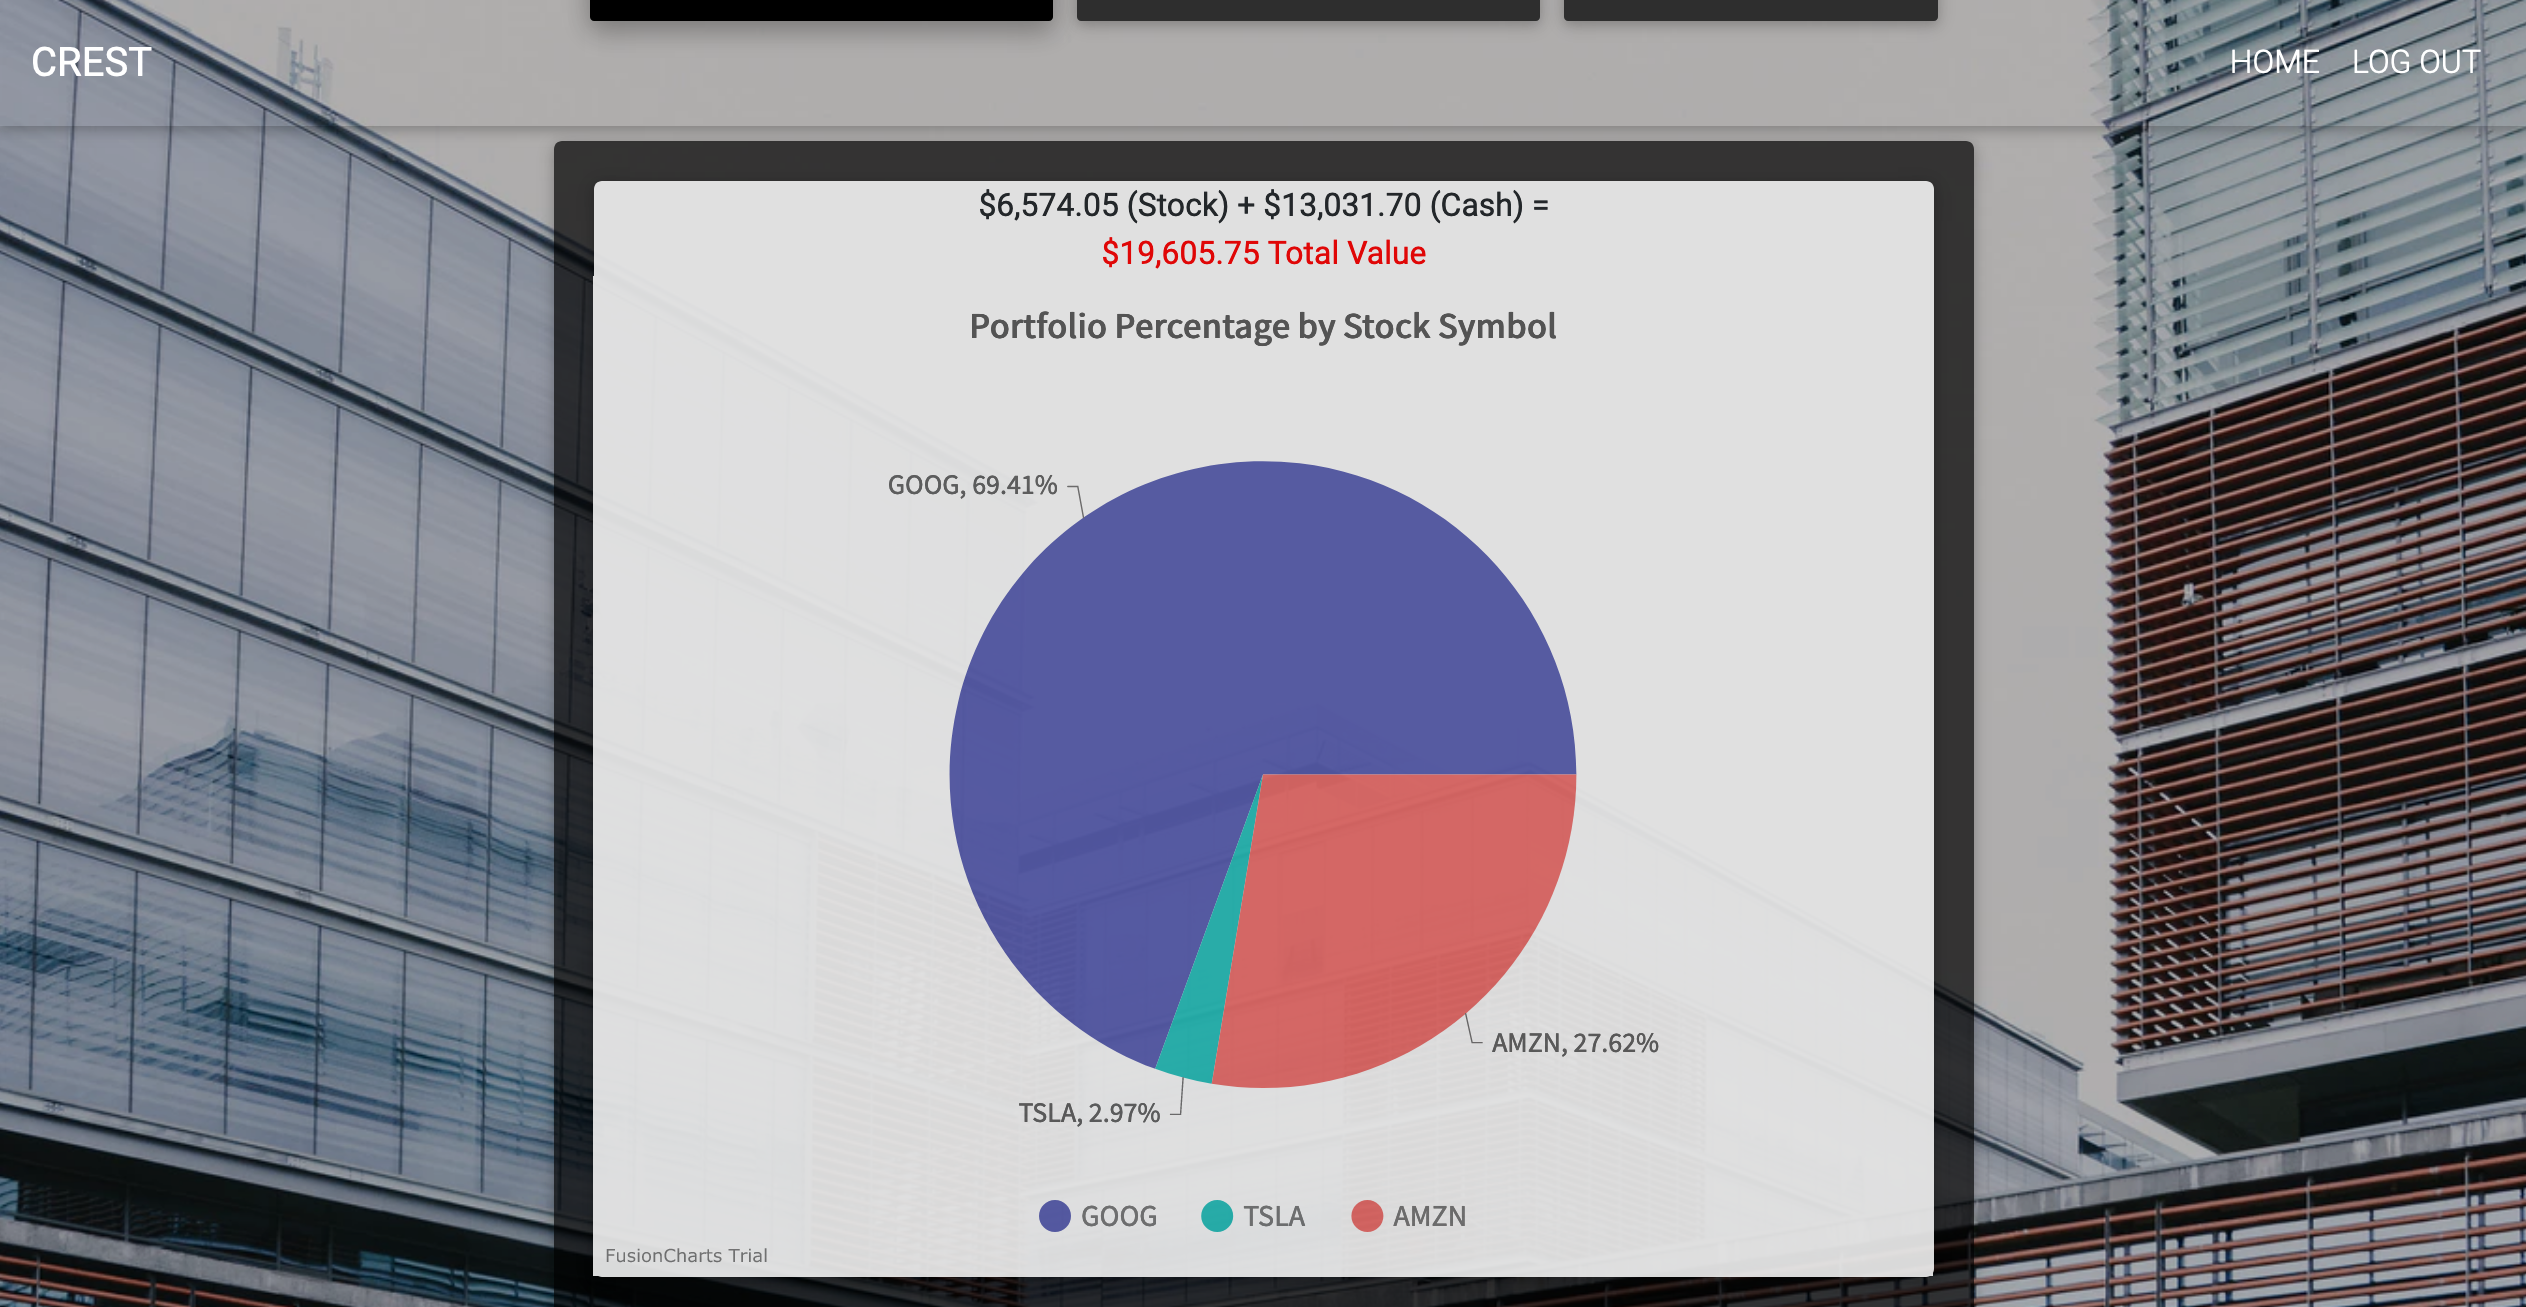 CREST
HOME
LOG OUT
$6,574.05 (Stock) + $13,031.70 (Cash) =
$19,605.75 Total Value
Portfolio Percentage by Stock Symbol
GOOG, 69.41%
AMZN, 27.62%
TSLA, 2.97%
GOOG
TSLA
AMZN
FusionCharts Trial